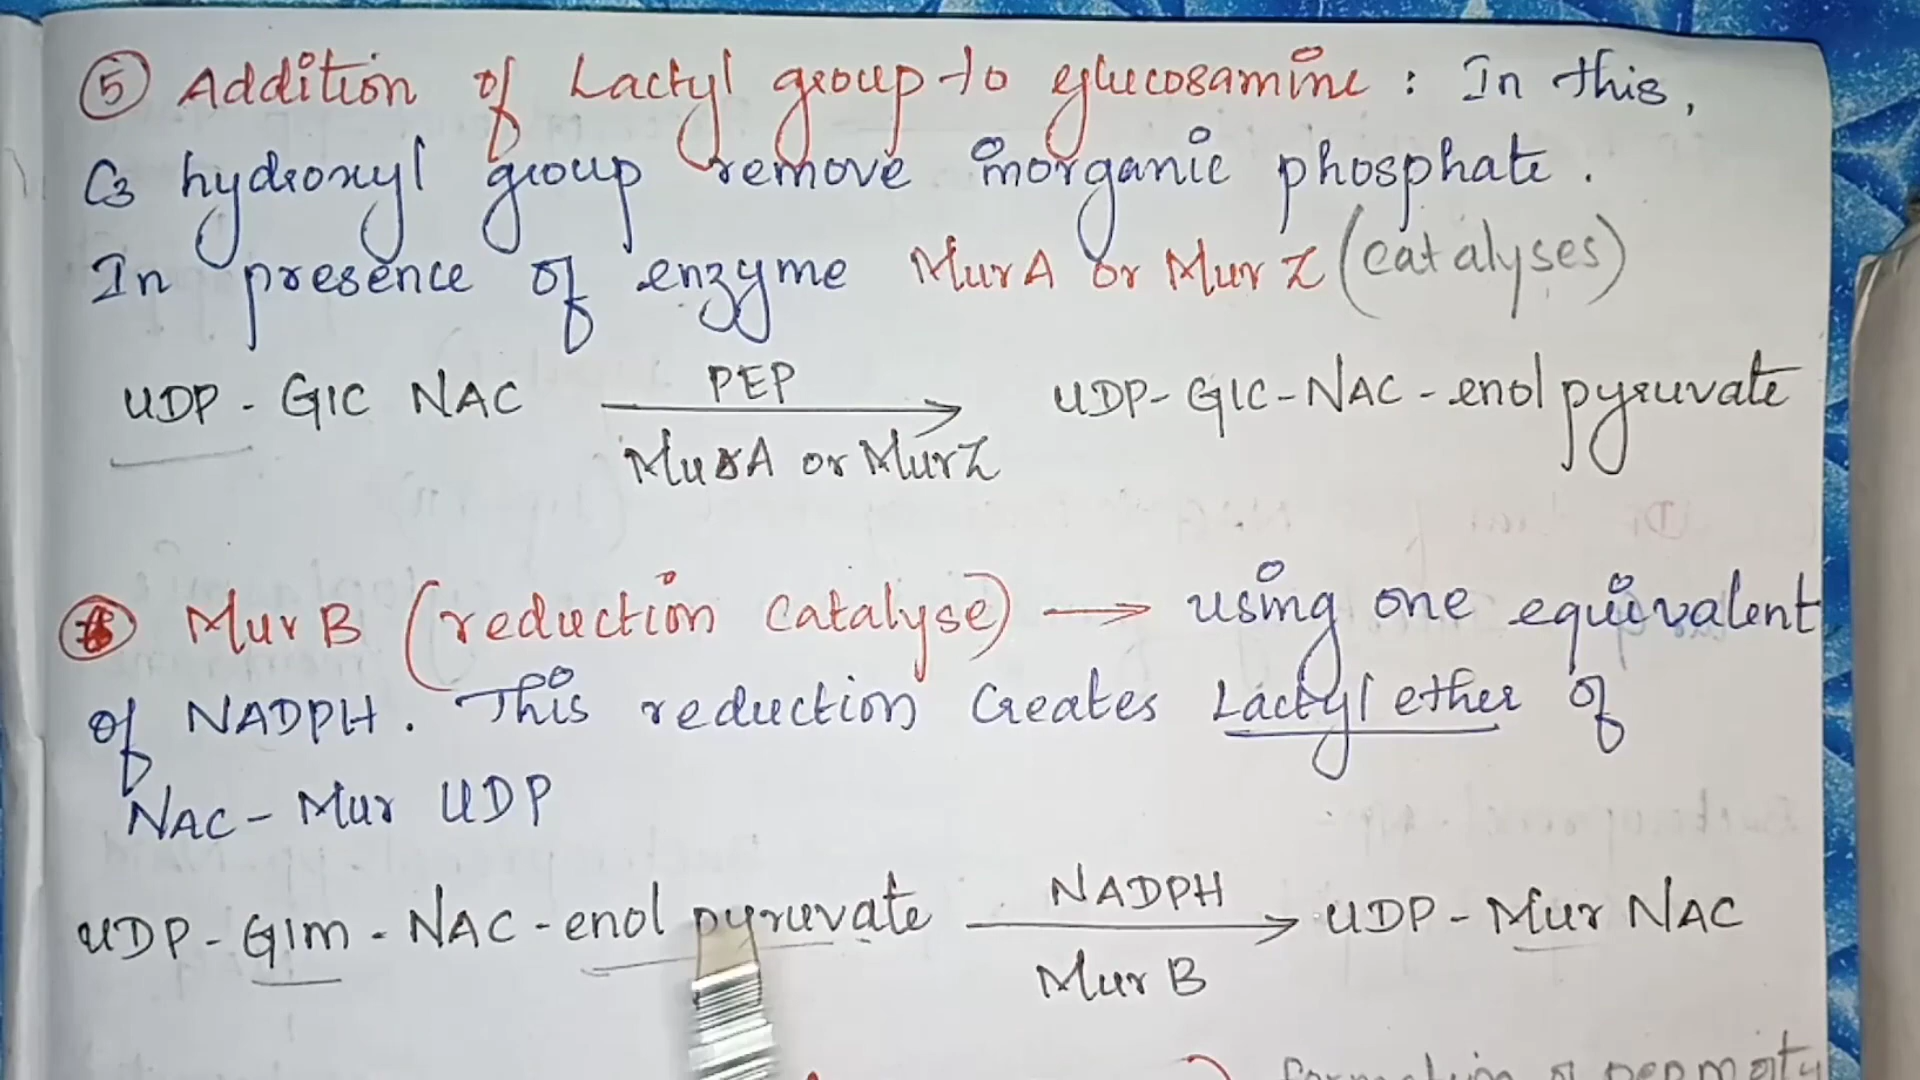 ⑤ Addition of Lactyl group to glucosamine : In this,
C3 hydroxyl group remove inorganic phosphate.
In presence of enzyme MurA or MurZ (catalyses)
UDP - GlC NAC PEP UDP- GlC-NAC - enol pyruvate
MurA or MurZ
MurB (reduction catalyse) → using one equivalent
of NADPH. This reduction creates Lactyl ether of
NAC - Mur UDP
UDP - Glm - NAC - enol pyruvate NADPH UDP - Mur NAC
Mur B